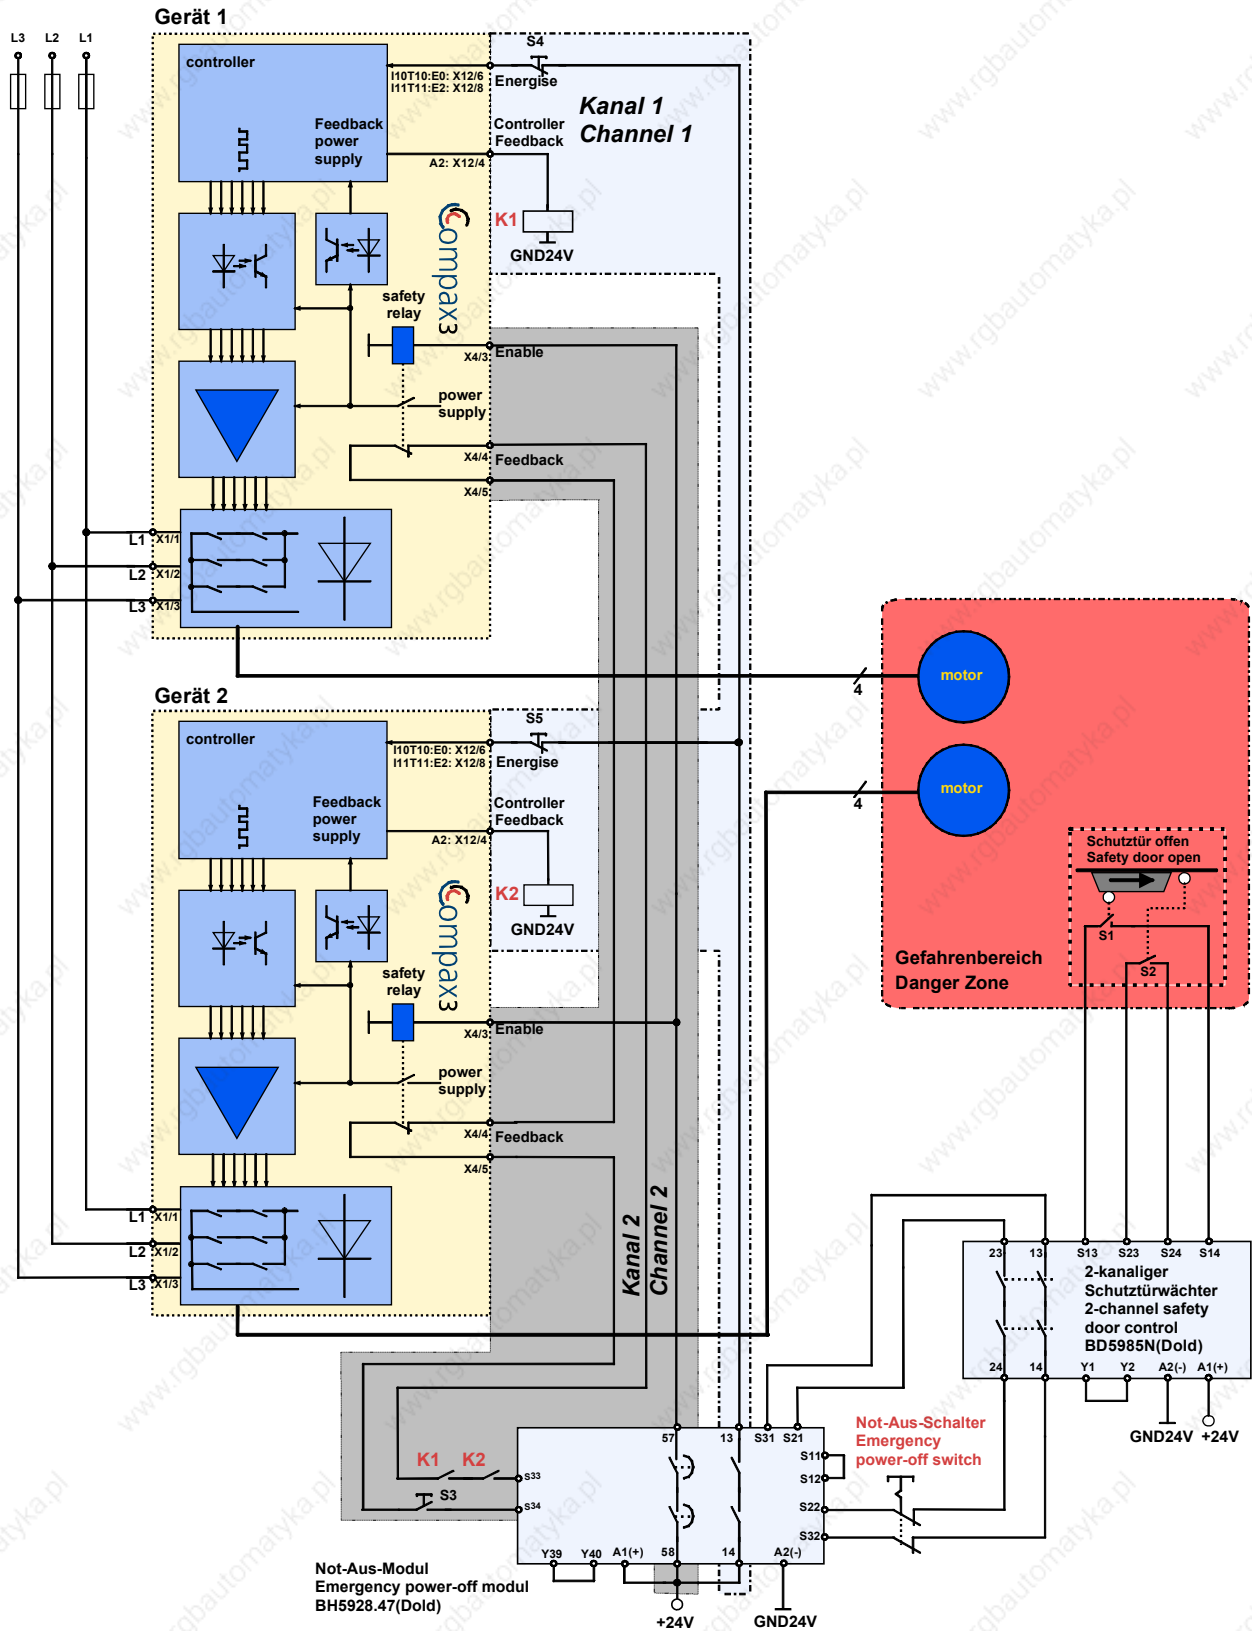 Gerät 1
L3 L2 L1
controller
Feedback
power
supply
I10T10:E0: X12/6
I11T11:E2: X12/8
S4
Energise
Kanal 1
Channel 1
Controller
Feedback
A2: X12/4
K1
GND24V
Compax3
safety
relay
X4/3
Enable
power
supply
X4/4
Feedback
X4/5
L1 X1/1
L2 X1/2
L3 X1/3
4
motor
Gerät 2
controller
Feedback
power
supply
I10T10:E0: X12/6
I11T11:E2: X12/8
S5
Energise
Controller
Feedback
A2: X12/4
K2
GND24V
Compax3
safety
relay
X4/3
Enable
power
supply
X4/4
Feedback
X4/5
L1 X1/1
L2 X1/2
L3 X1/3
4
motor
Schutztür offen
Safety door open
S1
S2
Gefahrenbereich
Danger Zone
Kanal 2
Channel 2
23 13 S13 S23 S24 S14
2-kanaliger
Schutztürwächter
2-channel safety
door control
BD5985N(Dold)
24 14 Y1 Y2 A2(-) A1(+)
GND24V +24V
Not-Aus-Schalter
Emergency
power-off switch
57 13 S31 S21
S11
S12
S22
S32
K1 K2
S33
S3
S34
Y39 Y40 A1(+) 58 14 A2(-)
Not-Aus-Modul
Emergency power-off modul
BH5928.47(Dold)
+24V
GND24V
www.rgbautomatyka.pl